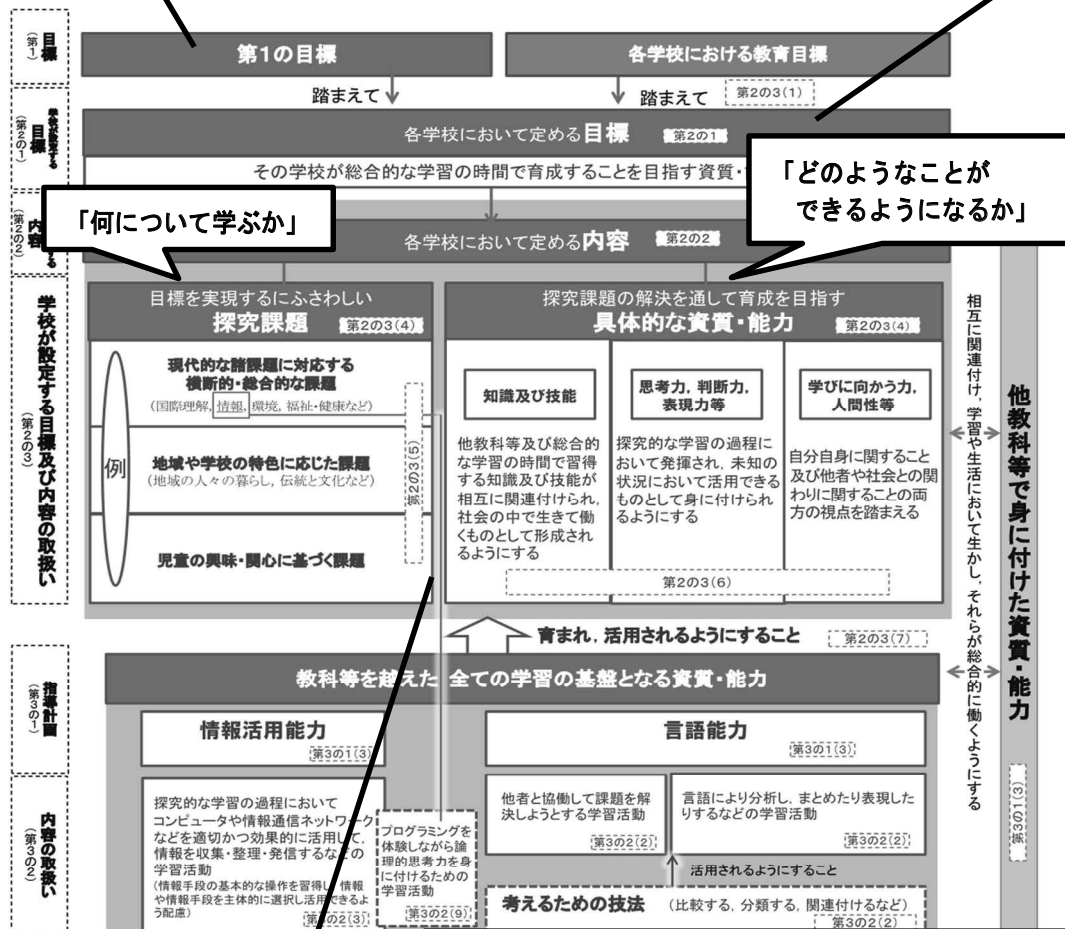 目標
(第1)
第1の目標
各学校における教育目標
踏まえて
踏まえて
第2の3(1)
学校が設定する
目標
(第2の1)
各学校において定める目標 第2の1
その学校が総合的な学習の時間で育成することを目指す資質・
「どのようなことが
できるようになるか」
「何について学ぶか」
内容
(第2の2)
する
各学校において定める内容 第2の2
学校が設定する目標及び内容の取扱い
(第2の3)
目標を実現するにふさわしい
探究課題 第2の3(4)
例
現代的な諸課題に対応する
横断的・総合的な課題
(国際理解,情報,環境,福祉・健康など)
地域や学校の特色に応じた課題
(地域の人々の暮らし,伝統と文化など)
児童の興味・関心に基づく課題
第2の3(5)
探究課題の解決を通して育成を目指す
具体的な資質・能力 第2の3(4)
知識及び技能
他教科等及び総合的
な学習の時間で習得
する知識及び技能が
相互に関連付けられ,
社会の中で生きて働
くものとして形成され
るようにする
思考力,判断力,
表現力等
探究的な学習の過程に
おいて発揮され,未知の
状況において活用できる
ものとして身に付けられ
るようにする
学びに向かう力,
人間性等
自分自身に関すること
及び他者や社会との関
わりに関することの両
方の視点を踏まえる
第2の3(6)
相互に関連付け,学習や生活において生かし,それらが総合的に働くようにする
他教科等で身に付けた資質・能力
第3の1(3)
育まれ,活用されるようにすること
第2の3(7)
指導計画
(第3の1)
教科等を越えた全ての学習の基盤となる資質・能力
情報活用能力
第3の1(3)
言語能力
第3の1(3)
内容の取扱い
(第3の2)
探究的な学習の過程において
コンピュータや情報通信ネットワーク
などを適切かつ効果的に活用して,
情報を収集・整理・発信するなどの
学習活動
(情報手段の基本的な操作を習得し,情報
や情報手段を主体的に選択し活用できるよ
う配慮)
第3の2(3)
プログラミングを
体験しながら論
理的思考力を身
に付けるための
学習活動
第3の2(9)
他者と協働して課題を解
決しようとする学習活動
第3の2(2)
言語により分析し,まとめたり表現した
りするなどの学習活動
第3の2(2)
活用されるようにすること
考えるための技法 (比較する,分類する,関連付けるなど)
第3の2(2)